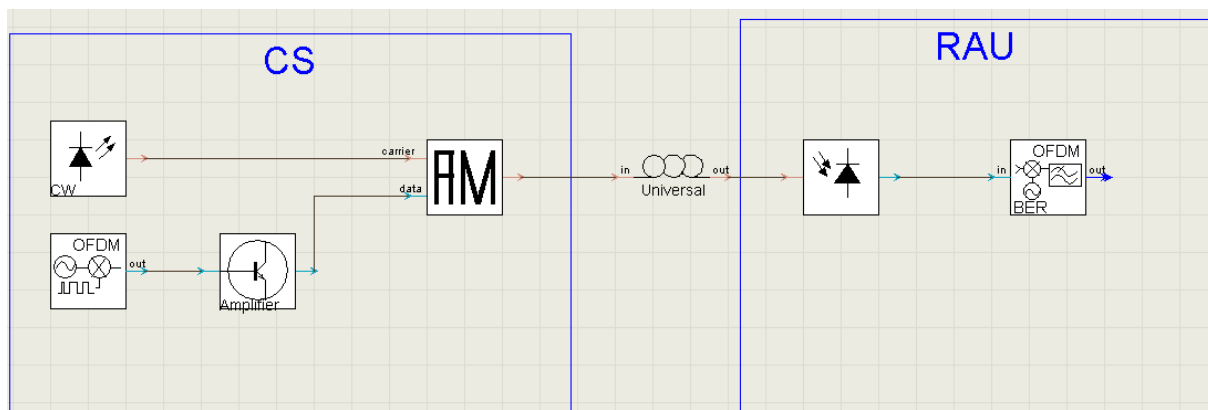 CS
RAU
CW
carrier
data
AM
in
out
Universal
in
OFDM
out
BER
OFDM
out
Amplifier